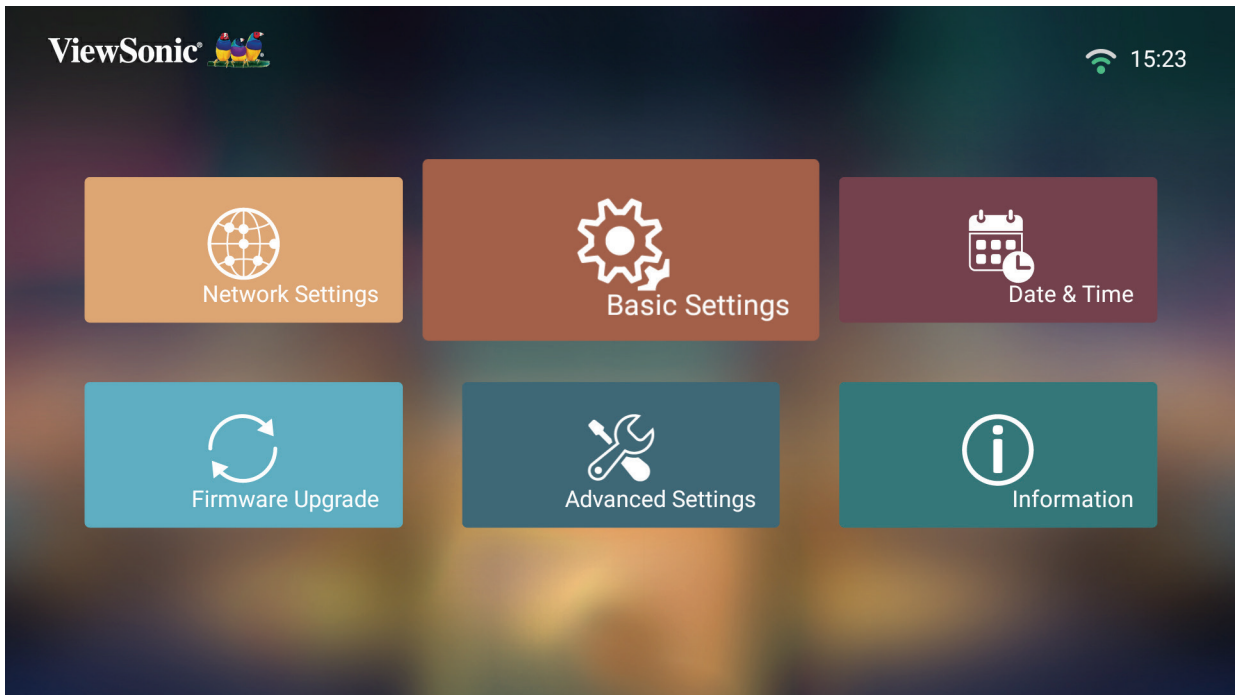 ViewSonic®
15:23
Network Settings
Basic Settings
Date & Time
Firmware Upgrade
Advanced Settings
Information